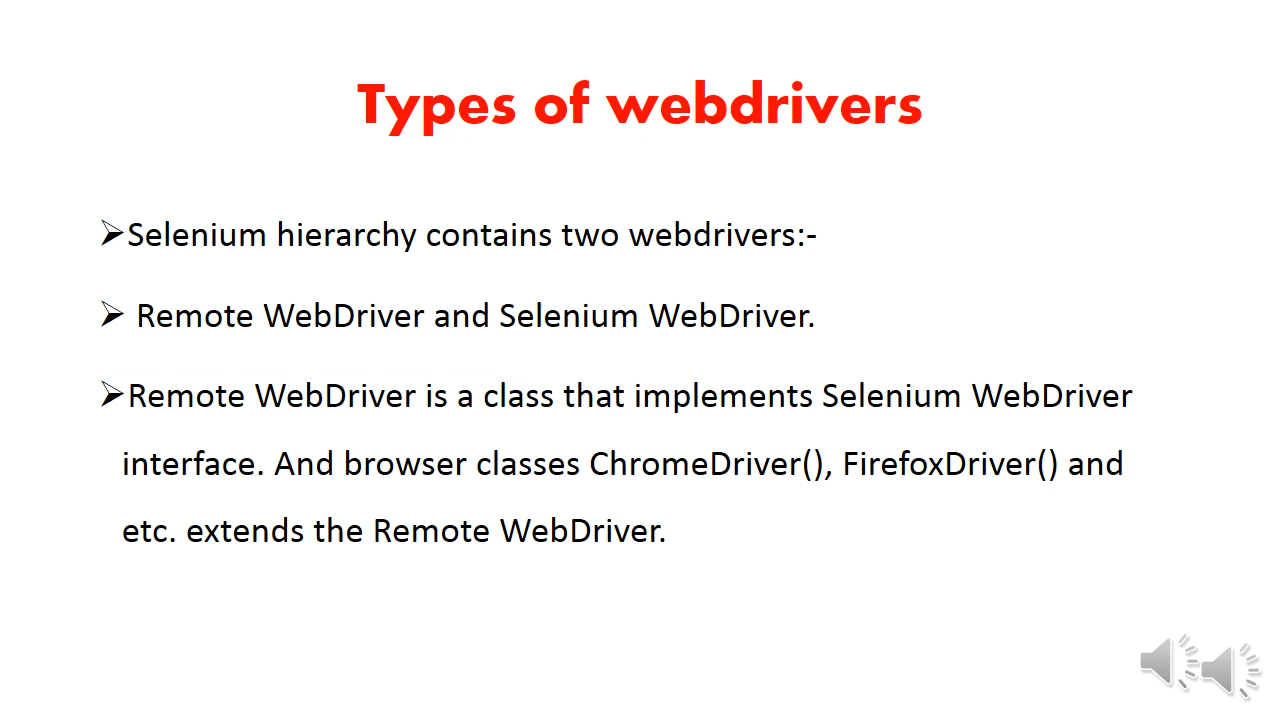 Types of webdrivers
➢Selenium hierarchy contains two webdrivers:-
➢ Remote WebDriver and Selenium WebDriver.
➢Remote WebDriver is a class that implements Selenium WebDriver
interface. And browser classes ChromeDriver(), FirefoxDriver() and
etc. extends the Remote WebDriver.